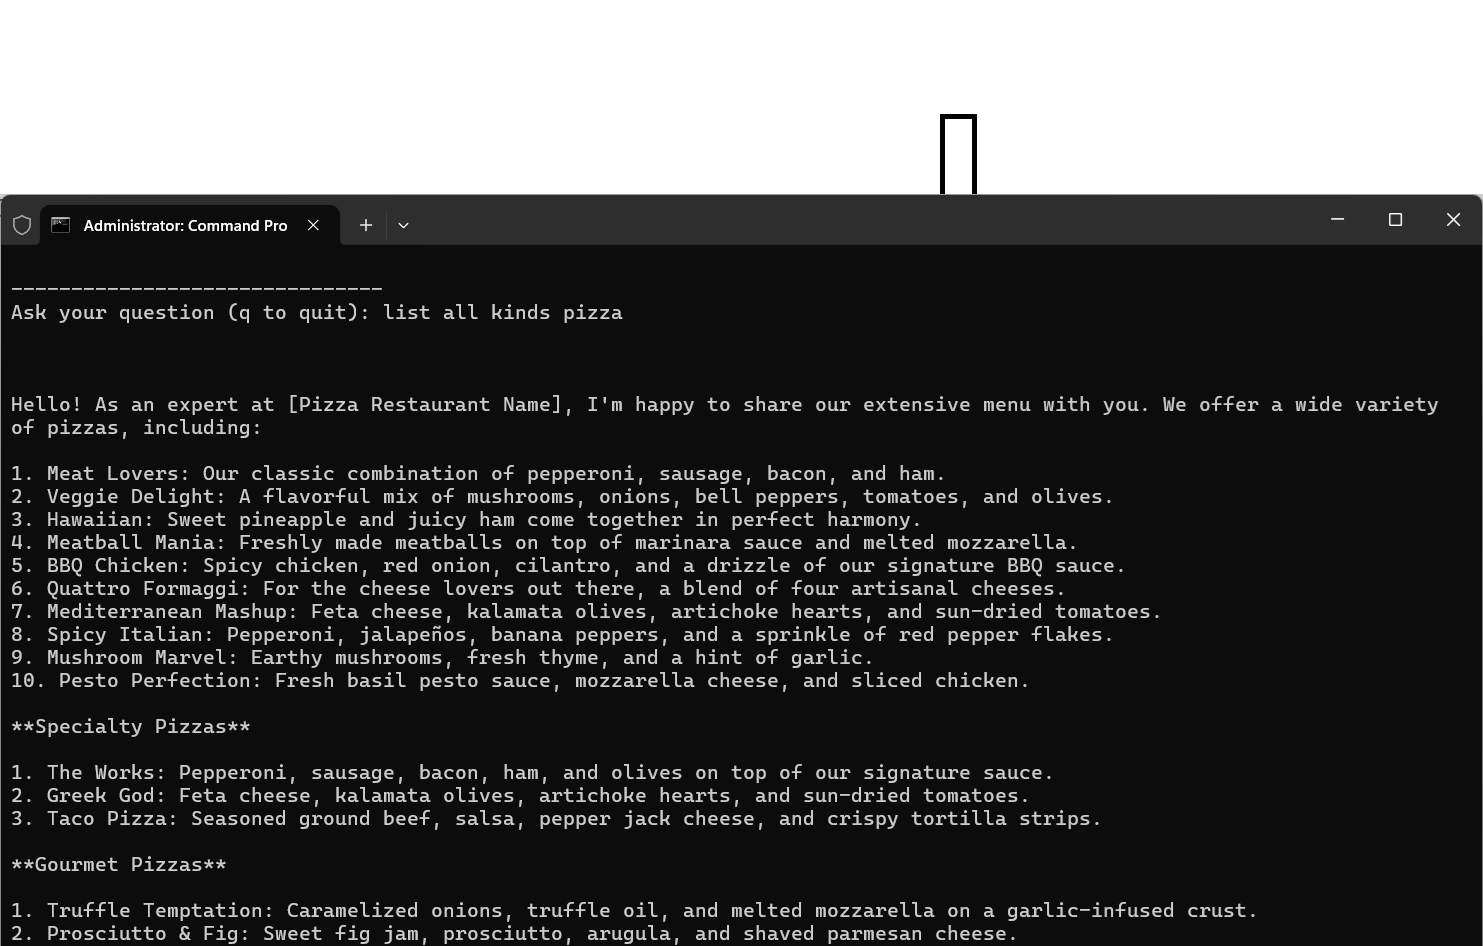 Administrator: Command Pro
-------------------------------
Ask your question (q to quit): list all kinds pizza
Hello! As an expert at [Pizza Restaurant Name], I'm happy to share our extensive menu with you. We offer a wide variety
of pizzas, including:
1. Meat Lovers: Our classic combination of pepperoni, sausage, bacon, and ham.
2. Veggie Delight: A flavorful mix of mushrooms, onions, bell peppers, tomatoes, and olives.
3. Hawaiian: Sweet pineapple and juicy ham come together in perfect harmony.
4. Meatball Mania: Freshly made meatballs on top of marinara sauce and melted mozzarella.
5. BBQ Chicken: Spicy chicken, red onion, cilantro, and a drizzle of our signature BBQ sauce.
6. Quattro Formaggi: For the cheese lovers out there, a blend of four artisanal cheeses.
7. Mediterranean Mashup: Feta cheese, kalamata olives, artichoke hearts, and sun-dried tomatoes.
8. Spicy Italian: Pepperoni, jalapeños, banana peppers, and a sprinkle of red pepper flakes.
9. Mushroom Marvel: Earthy mushrooms, fresh thyme, and a hint of garlic.
10. Pesto Perfection: Fresh basil pesto sauce, mozzarella cheese, and sliced chicken.
**Specialty Pizzas**
1. The Works: Pepperoni, sausage, bacon, ham, and olives on top of our signature sauce.
2. Greek God: Feta cheese, kalamata olives, artichoke hearts, and sun-dried tomatoes.
3. Taco Pizza: Seasoned ground beef, salsa, pepper jack cheese, and crispy tortilla strips.
**Gourmet Pizzas**
1. Truffle Temptation: Caramelized onions, truffle oil, and melted mozzarella on a garlic-infused crust.
2. Prosciutto & Fig: Sweet fig jam, prosciutto, arugula, and shaved parmesan cheese.